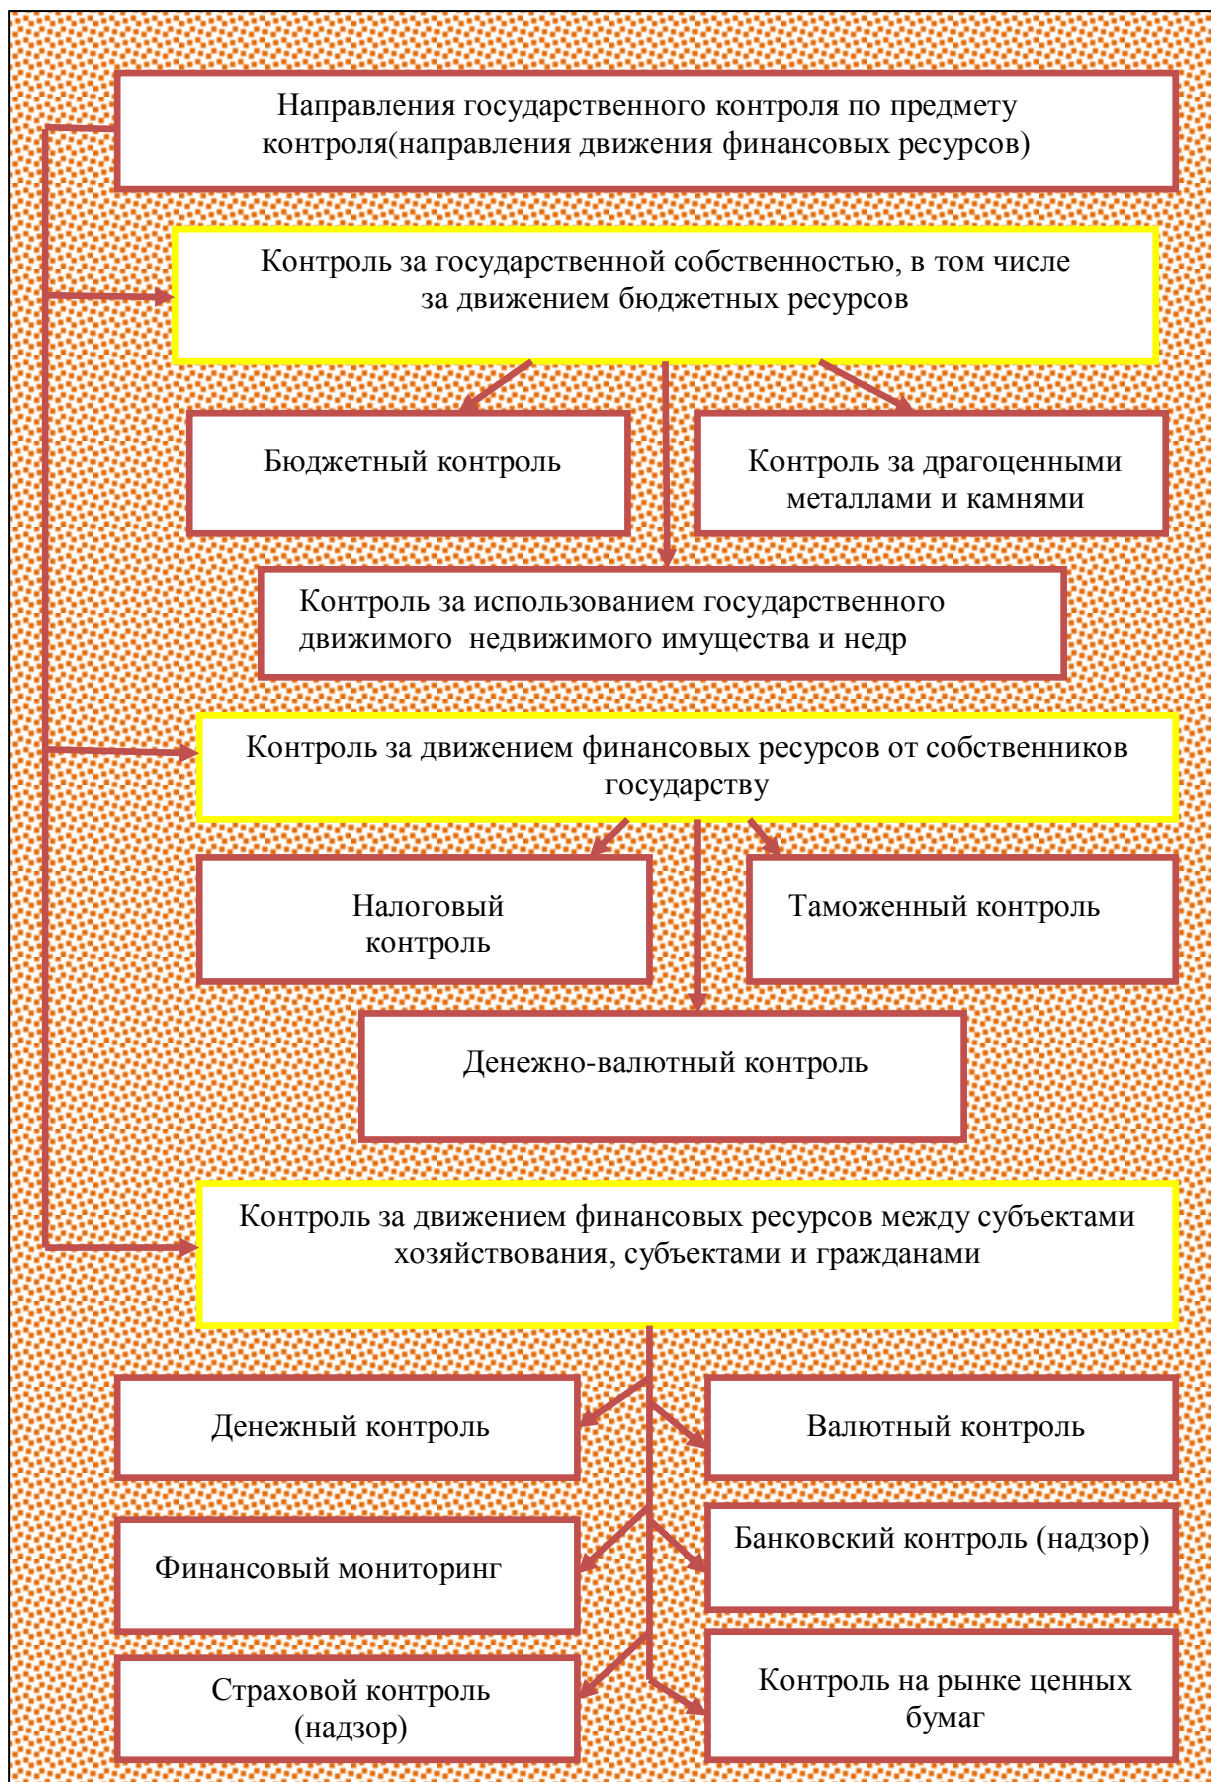 Направления государственного контроля по предмету
контроля(направления движения финансовых ресурсов)
Контроль за государственной собственностью, в том числе
за движением бюджетных ресурсов
Бюджетный контроль
Контроль за драгоценными
металлами и камнями
Контроль за использованием государственного
движимого  недвижимого имущества и недр
Контроль за движением финансовых ресурсов от собственников
государству
Налоговый
контроль
Таможенный контроль
Денежно-валютный контроль
Контроль за движением финансовых ресурсов между субъектами
хозяйствования, субъектами и гражданами
Денежный контроль
Валютный контроль
Финансовый мониторинг
Банковский контроль (надзор)
Страховой контроль
(надзор)
Контроль на рынке ценных
бумаг